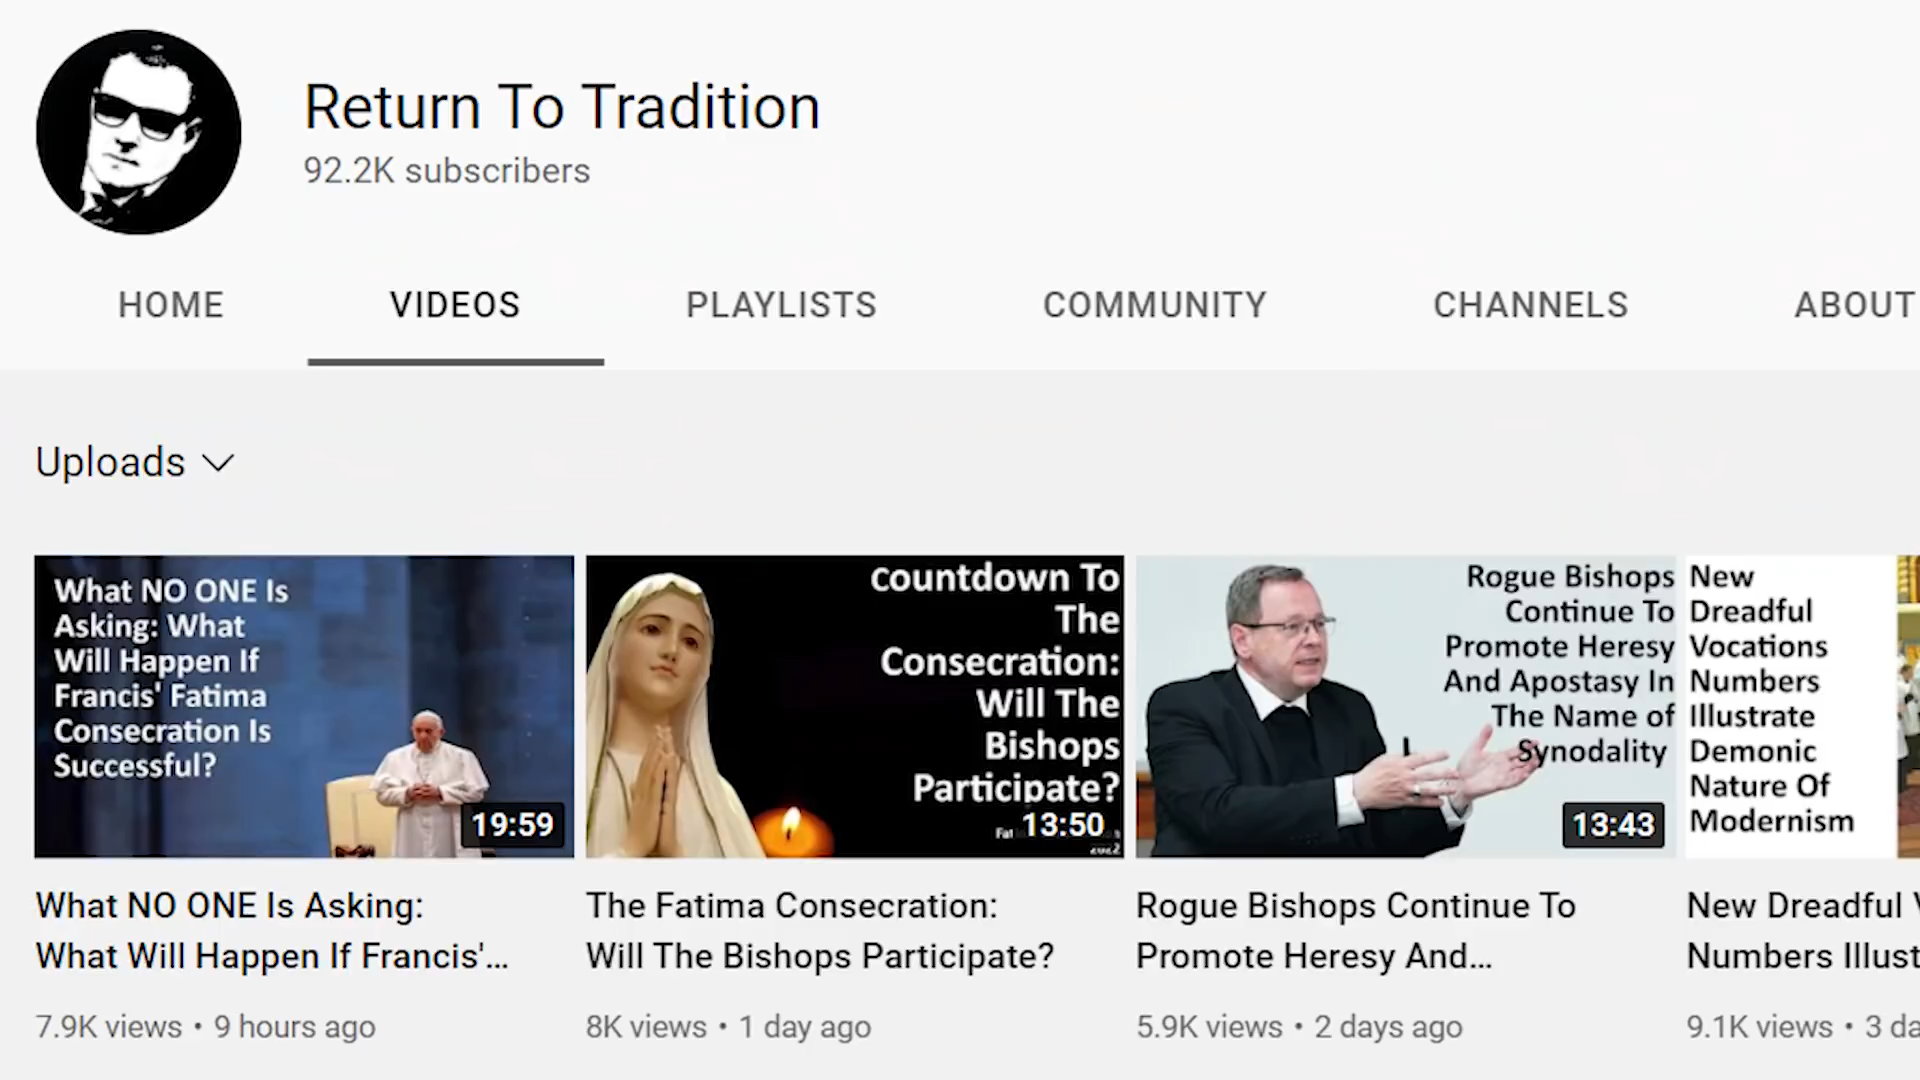 Return To Tradition
92.2K subscribers
HOME
VIDEOS
PLAYLISTS
COMMUNITY
CHANNELS
ABOUT
Uploads
What NO ONE Is
Asking: What
Will Happen If
Francis' Fatima
Consecration Is
Successful?
19:59
Countdown To
The
Consecration:
Will The
Bishops
Participate?
13:50
2022
Rogue Bishops
Continue To
Promote Heresy
And Apostasy In
The Name of
Synodality
13:43
New
Dreadful
Vocations
Numbers
Illustrate
Demonic
Nature Of
Modernism
What NO ONE Is Asking:
What Will Happen If Francis'...
7.9K views • 9 hours ago
The Fatima Consecration:
Will The Bishops Participate?
8K views • 1 day ago
Rogue Bishops Continue To
Promote Heresy And...
5.9K views • 2 days ago
New Dreadful
Numbers Illust
9.1K views • 3 da